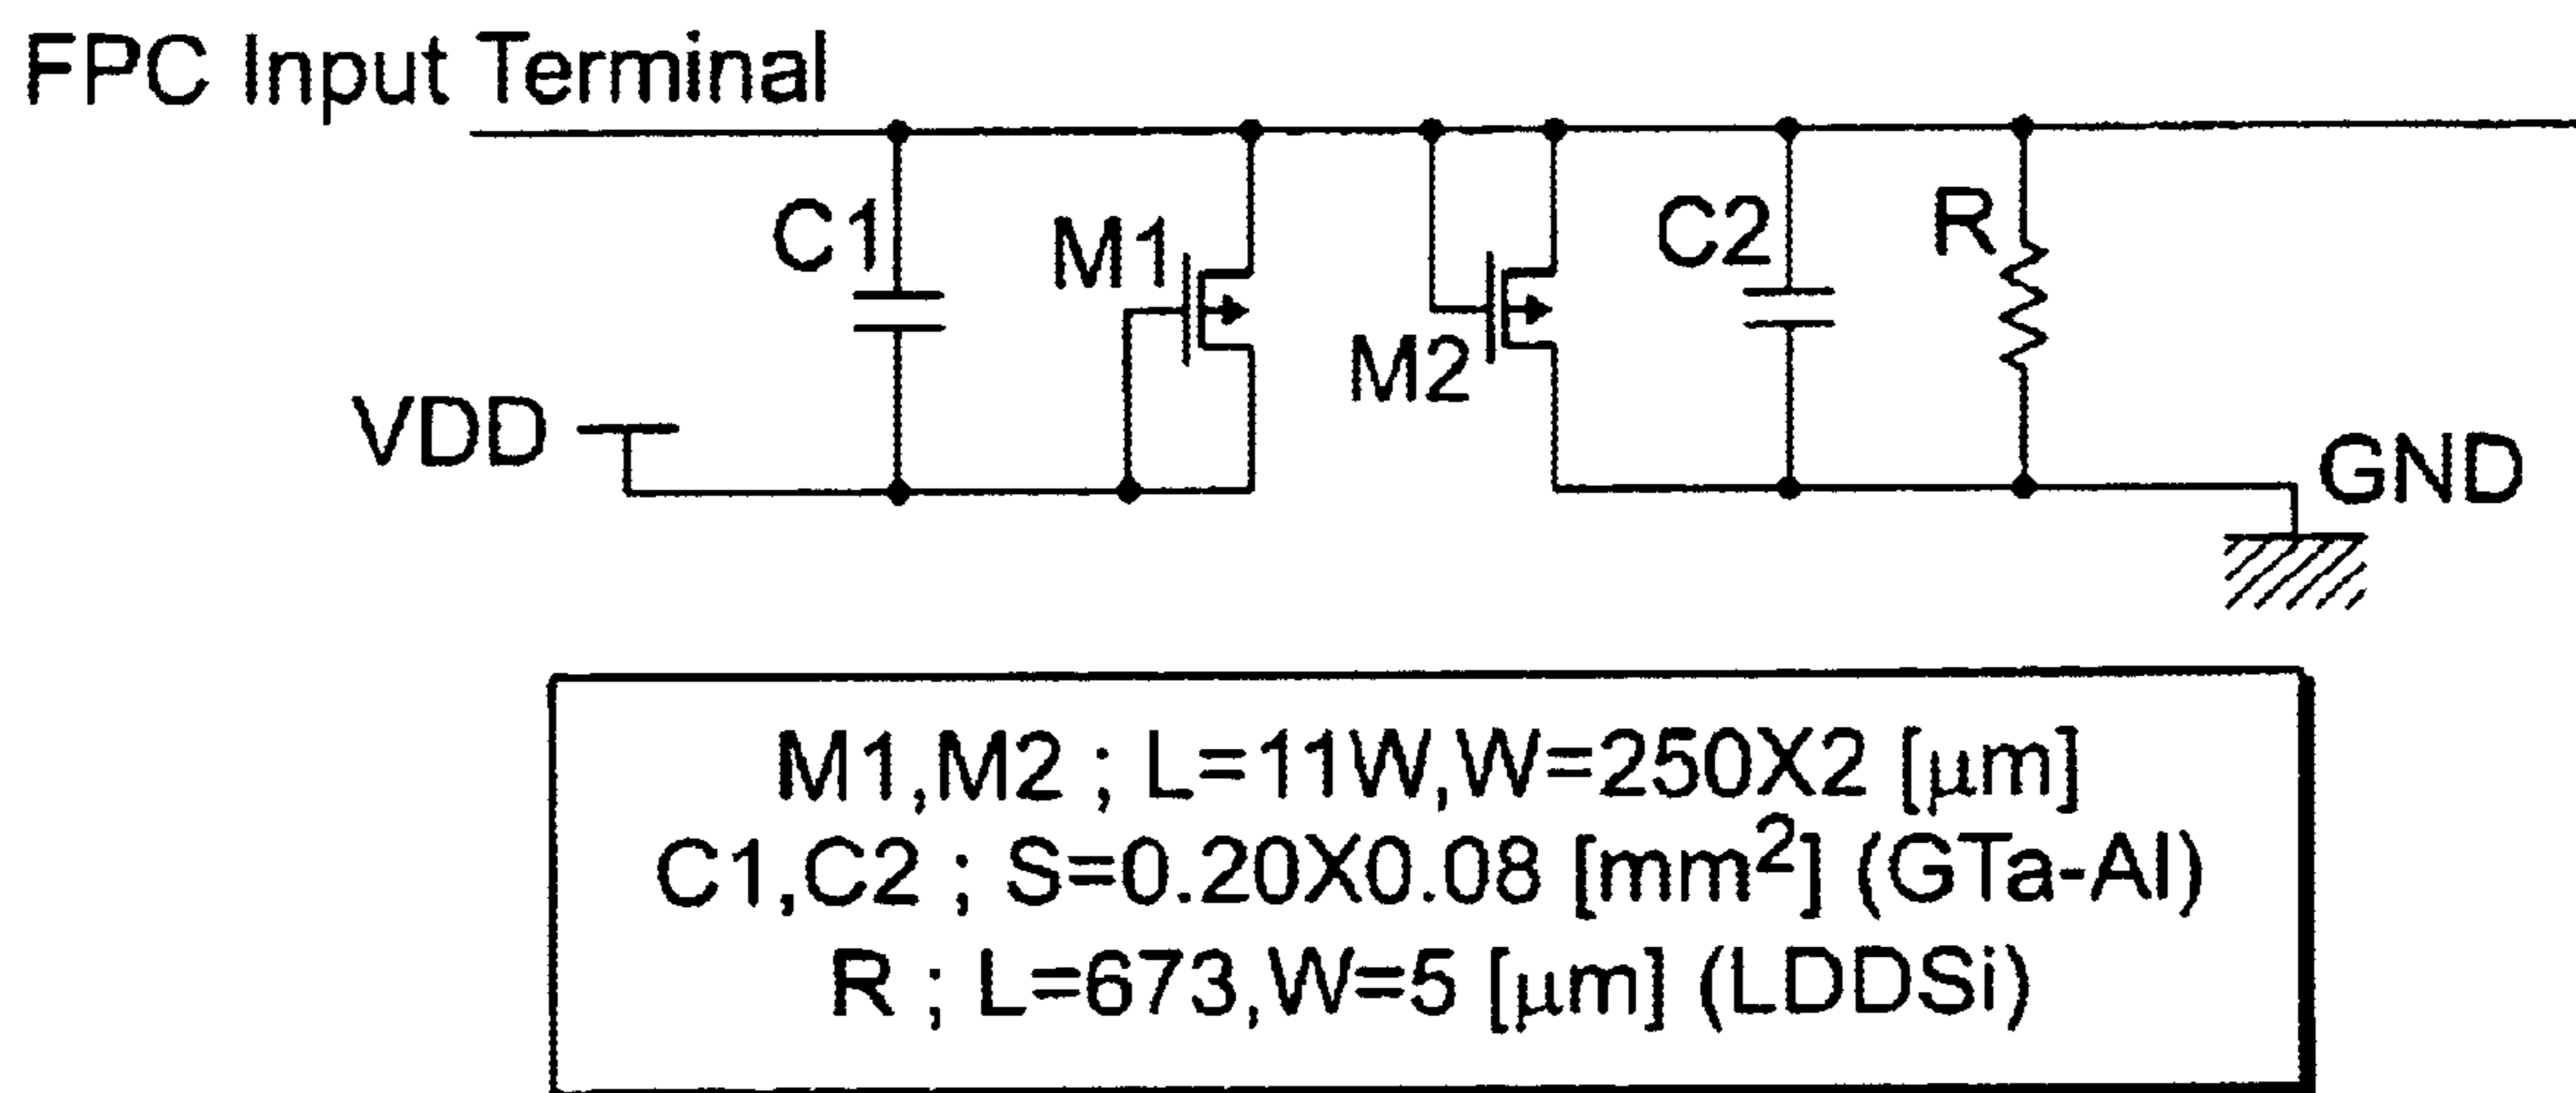 FPC Input Terminal
C1
M1
M2
C2
R
VDD
GND
M1,M2 ; L=11W,W=250X2 [μm]
C1,C2 ; S=0.20X0.08 [mm²] (GTa-Al)
R ; L=673,W=5 [μm] (LDDSi)